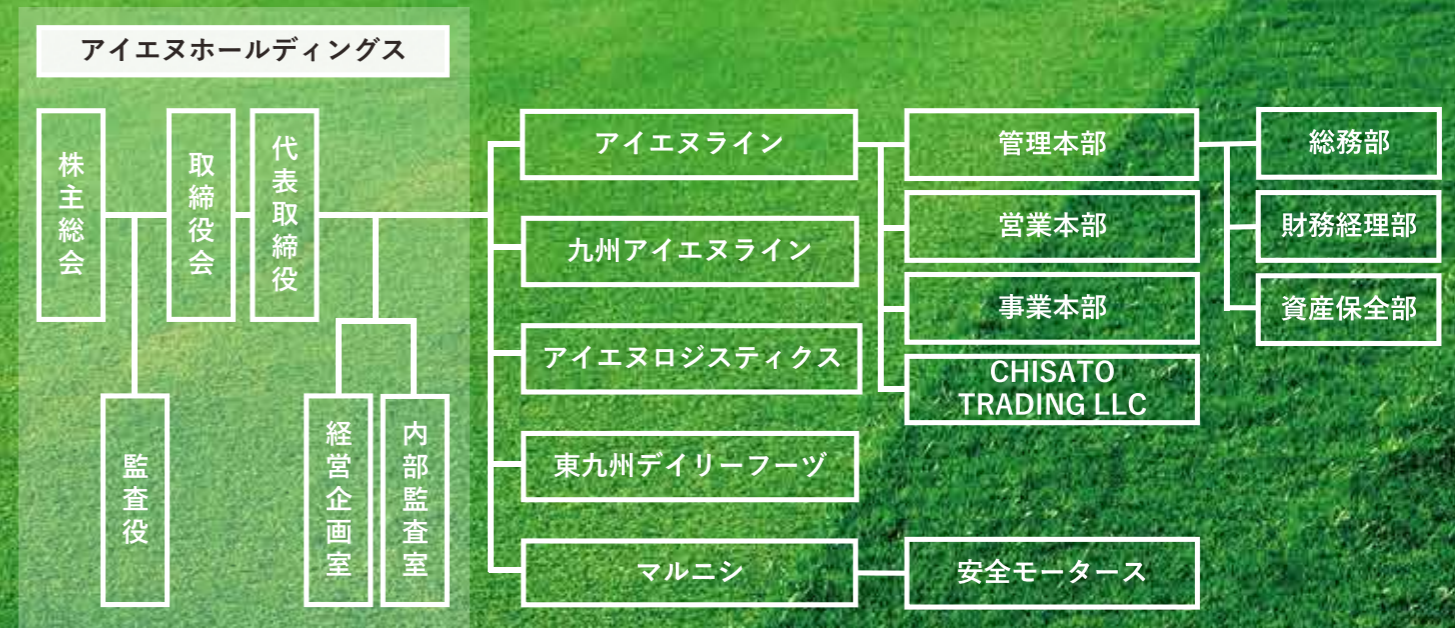 アイエヌホールディングス
株主総会
取締役会
代表取締役
監査役
経営企画室
内部監査室
アイエヌライン
九州アイエヌライン
アイエヌロジスティクス
東九州デイリーフーヅ
マルニシ
管理本部
営業本部
事業本部
CHISATO
TRADING LLC
安全モータース
総務部
財務経理部
資産保全部